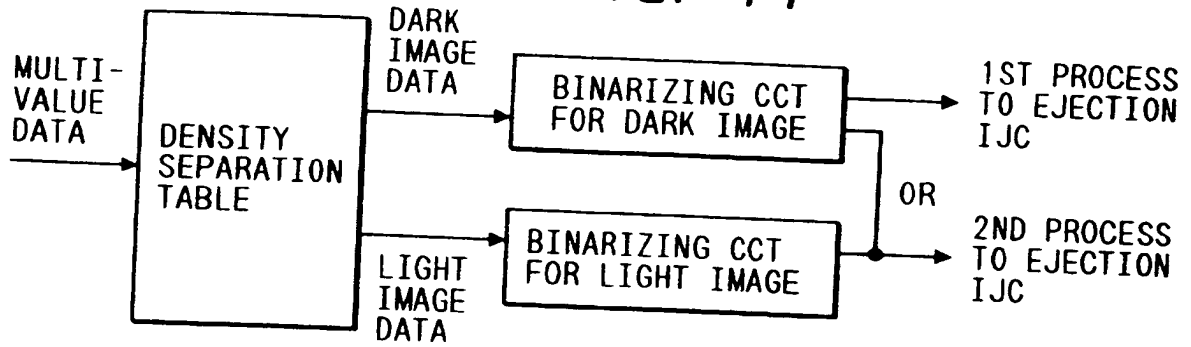 MULTI-
VALUE
DATA
DENSITY
SEPARATION
TABLE
DARK
IMAGE
DATA
LIGHT
IMAGE
DATA
BINARIZING CCT
FOR DARK IMAGE
BINARIZING CCT
FOR LIGHT IMAGE
OR
1ST PROCESS
TO EJECTION
IJC
2ND PROCESS
TO EJECTION
IJC